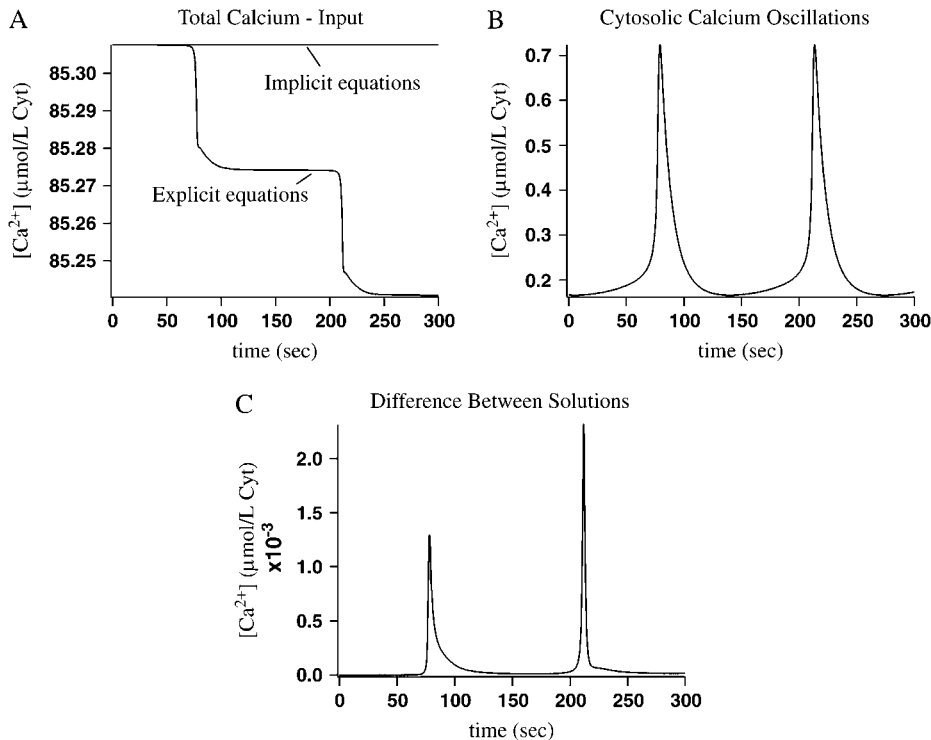 A
Total Calcium - Input
[Ca2+] (μmol/L Cyt)
85.30
85.29
85.28
85.27
85.26
85.25
Implicit equations
Explicit equations
0 50 100 150 200 250 300
time (sec)
B
Cytosolic Calcium Oscillations
[Ca2+] (μmol/L Cyt)
0.7
0.6
0.5
0.4
0.3
0.2
0 50 100 150 200 250 300
time (sec)
C
Difference Between Solutions
[Ca2+] (μmol/L Cyt)
x10-3
2.0
1.5
1.0
0.5
0.0
0 50 100 150 200 250 300
time (sec)